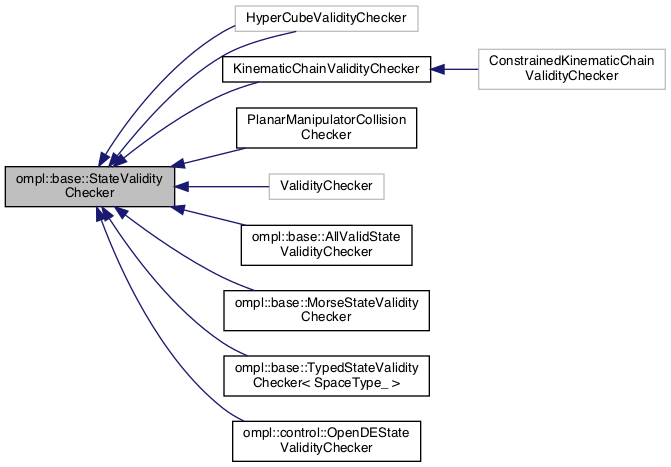 HyperCubeValidityChecker
KinematicChainValidityChecker
ConstrainedKinematicChain
ValidityChecker
PlanarManipulatorCollision
Checker
ompl::base::StateValidity
Checker
ValidityChecker
ompl::base::AllValidState
ValidityChecker
ompl::base::MorseStateValidity
Checker
ompl::base::TypedStateValidity
Checker< SpaceType_ >
ompl::control::OpenDEState
ValidityChecker